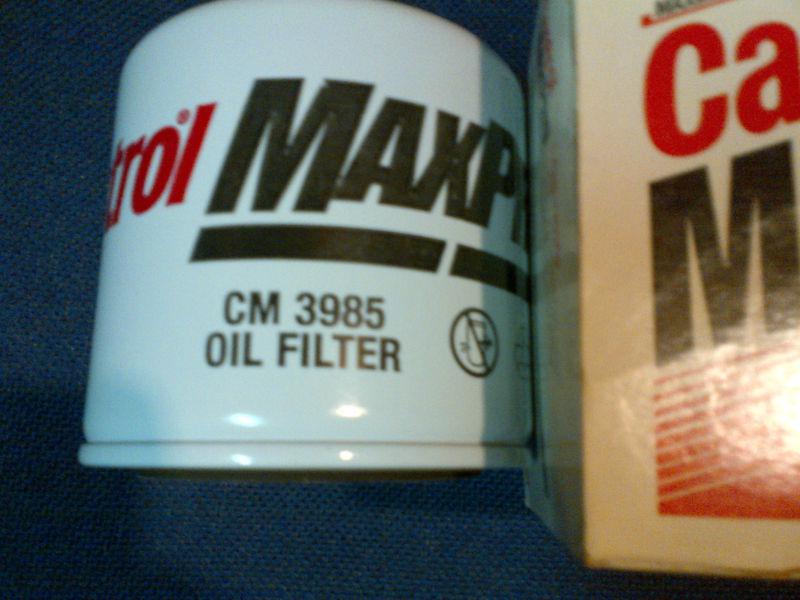 trol® MAXP
CM 3985
OIL FILTER
Ca
M